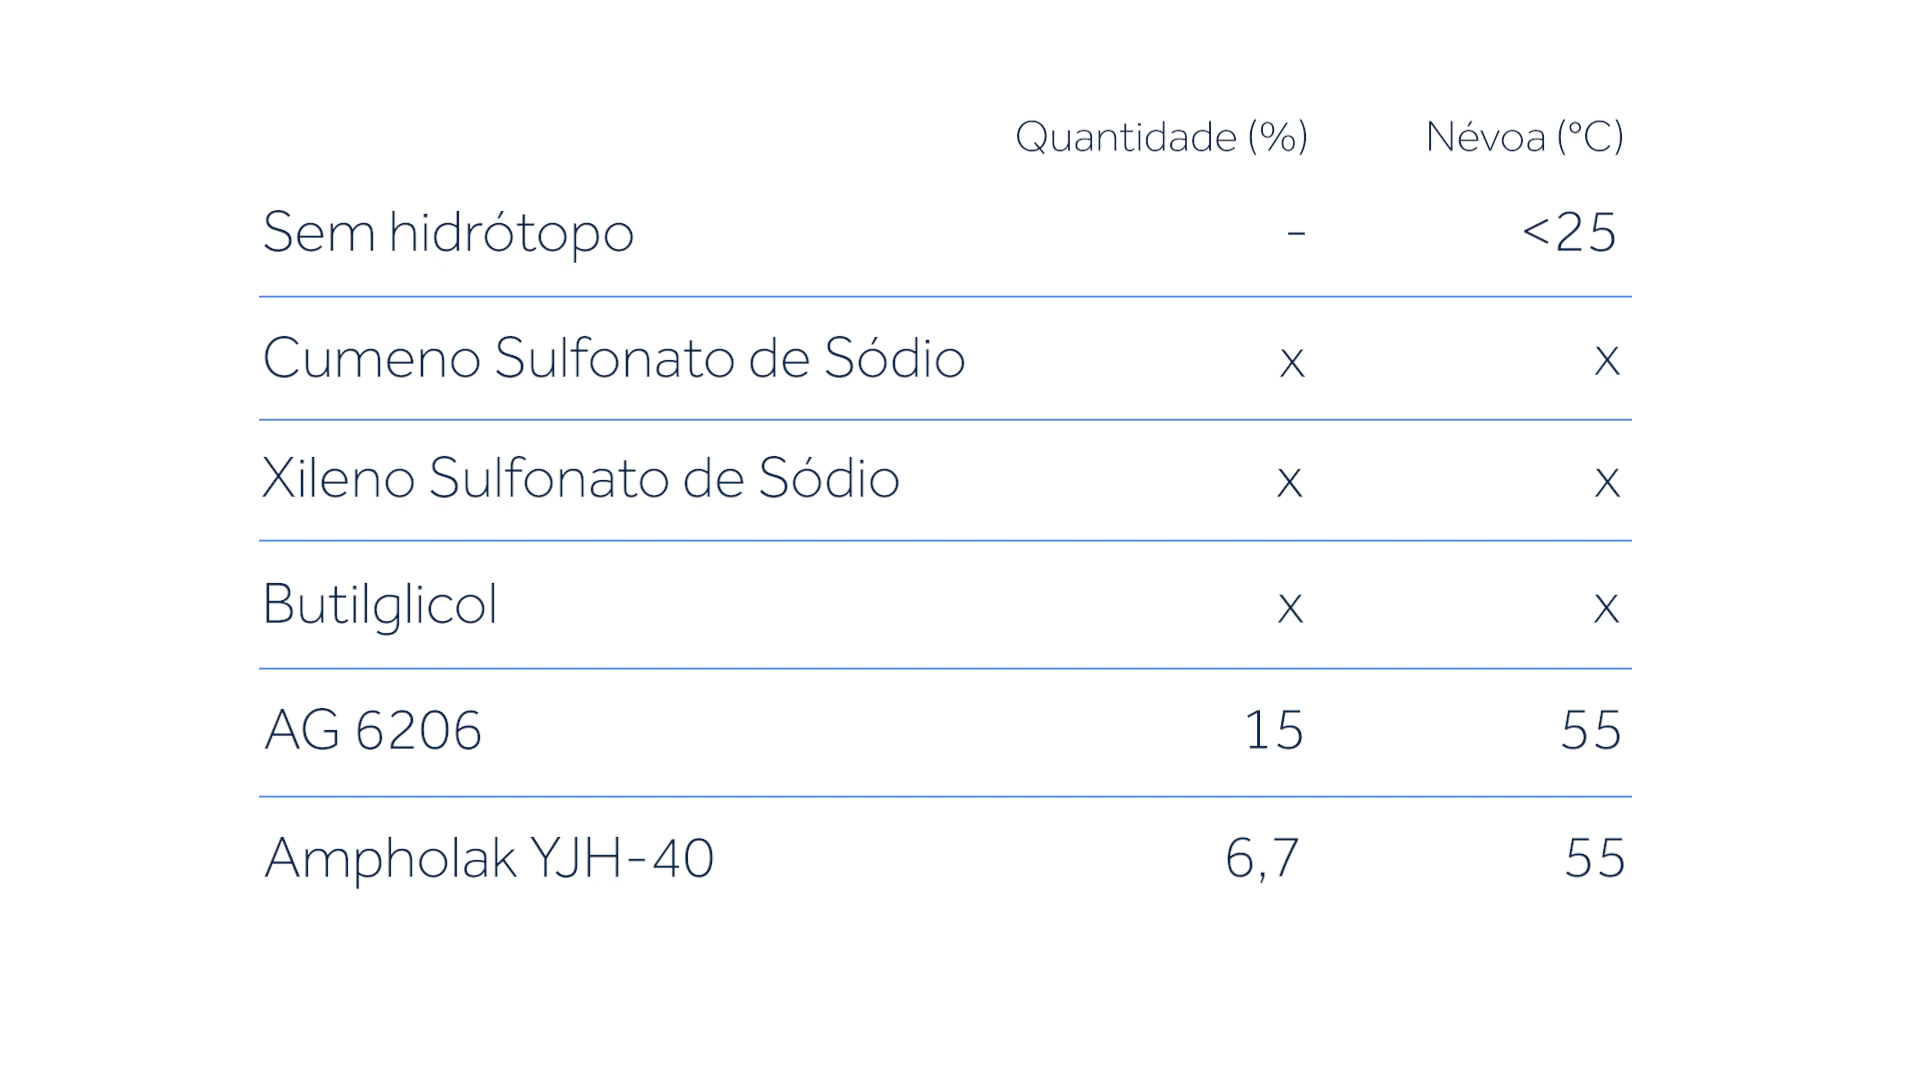 Quantidade (%) Névoa (°C)
Sem hidrótopo - <25
Cumeno Sulfonato de Sódio x x
Xileno Sulfonato de Sódio x x
Butilglicol x x
AG 6206 15 55
Ampholak YJH-40 6,7 55